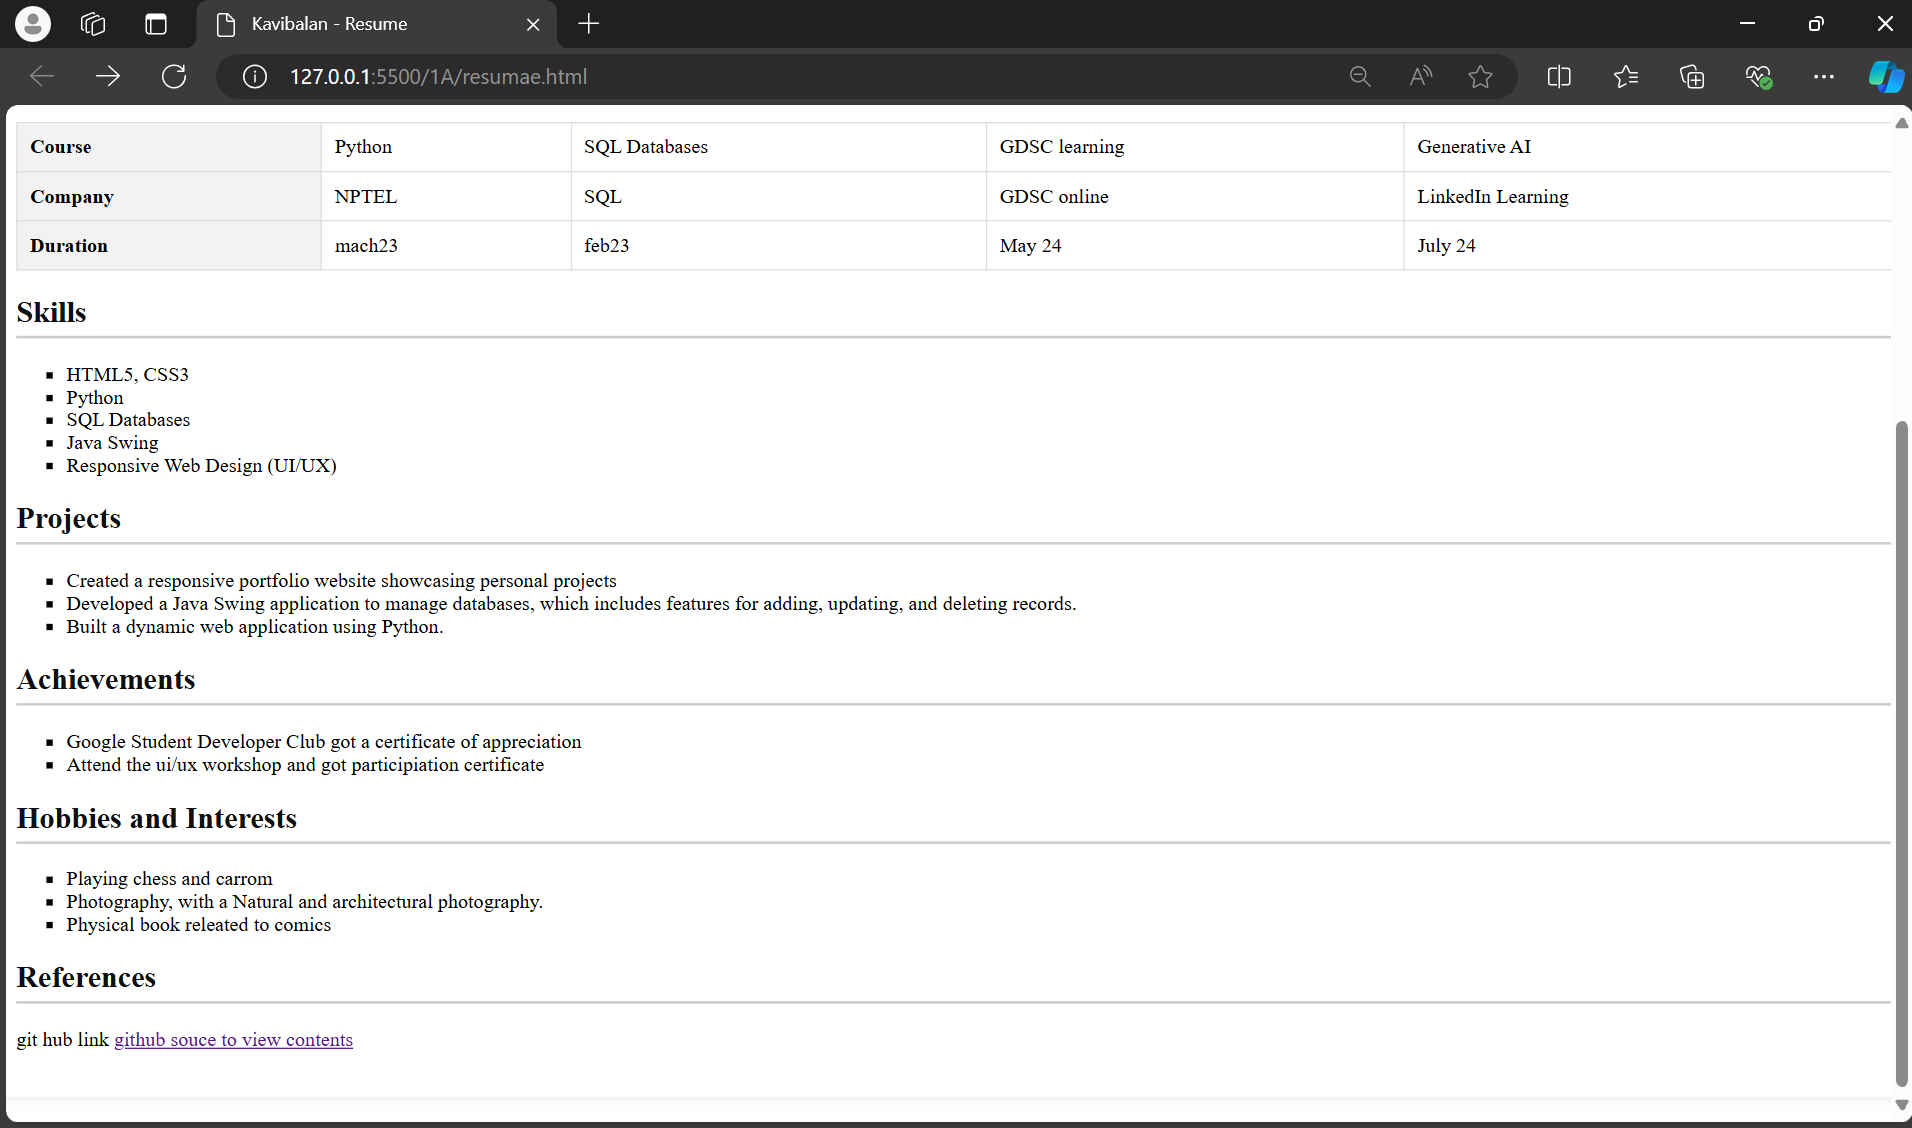 Kavibalan - Resume
127.0.0.1:5500/1A/resumae.html
Course Python SQL Databases GDSC learning Generative AI
Company NPTEL SQL GDSC online LinkedIn Learning
Duration mach23 feb23 May 24 July 24
Skills
HTML5, CSS3
Python
SQL Databases
Java Swing
Responsive Web Design (UI/UX)
Projects
Created a responsive portfolio website showcasing personal projects
Developed a Java Swing application to manage databases, which includes features for adding, updating, and deleting records.
Built a dynamic web application using Python.
Achievements
Google Student Developer Club got a certificate of appreciation
Attend the ui/ux workshop and got participiation certificate
Hobbies and Interests
Playing chess and carrom
Photography, with a Natural and architectural photography.
Physical book releated to comics
References
git hub link github souce to view contents